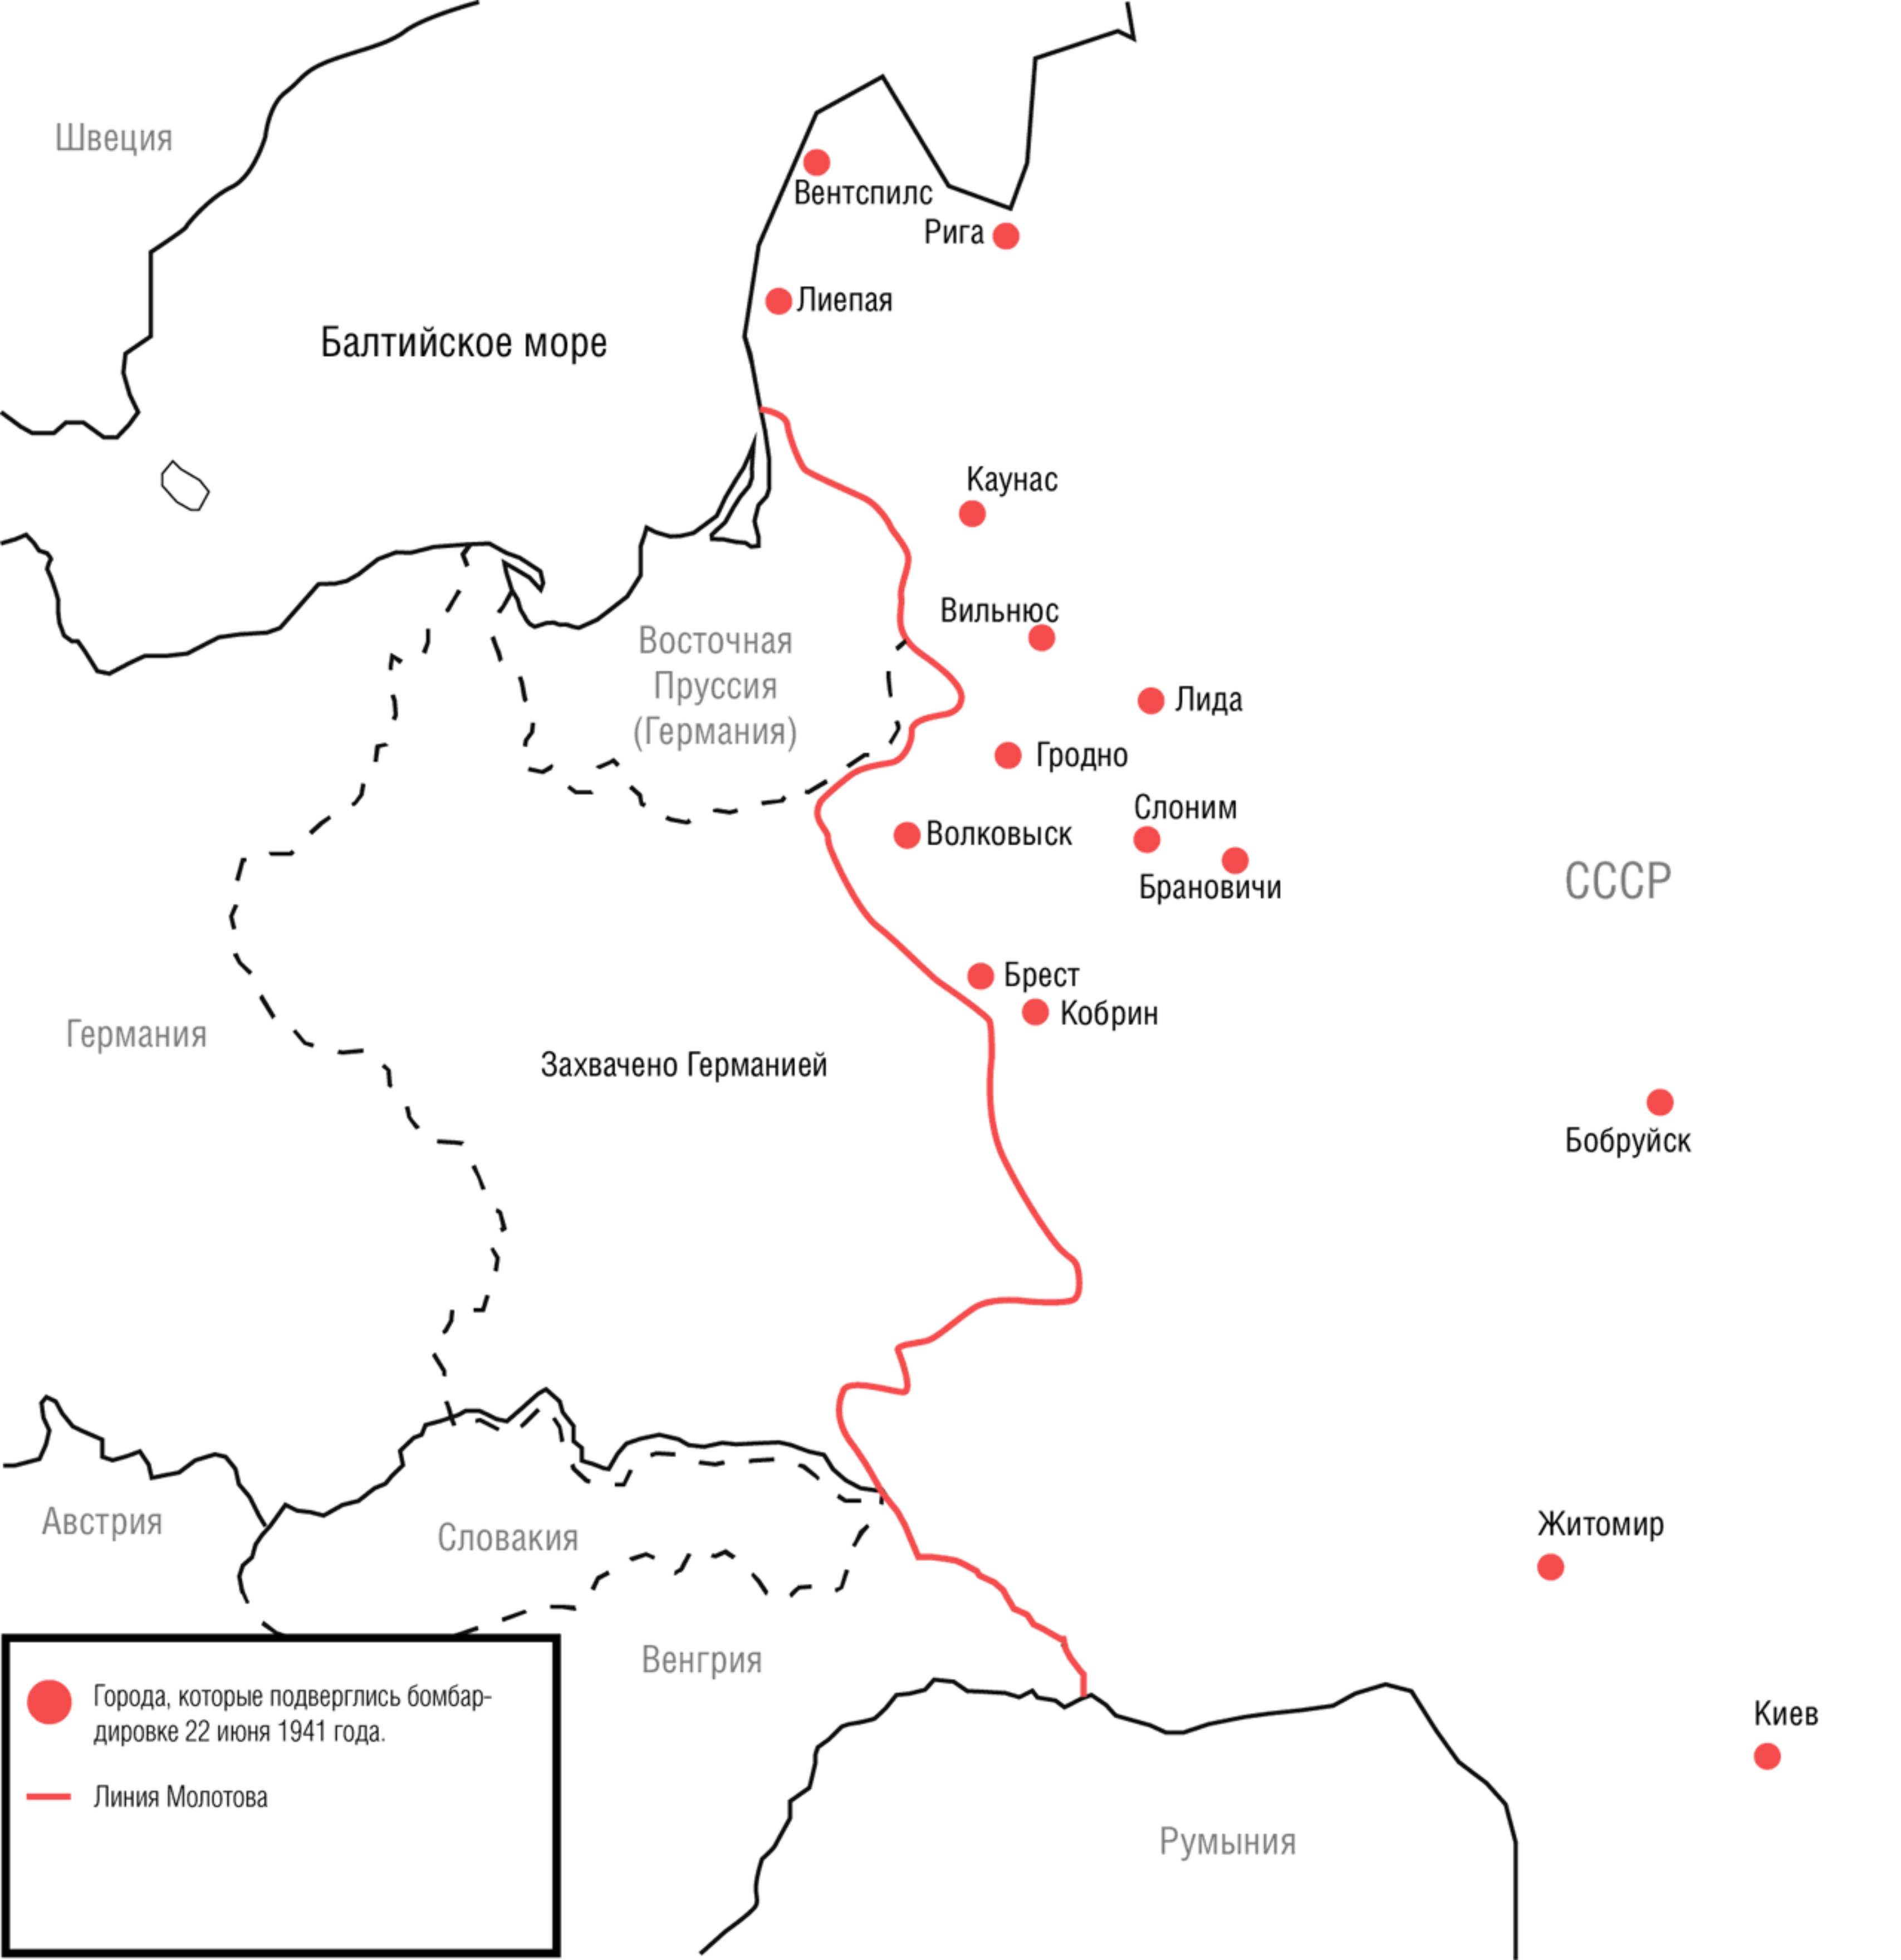 Швеция
Вентспилс
Рига
Лиепая
Балтийское море
Каунас
Вильнюс
Восточная
Пруссия
(Германия)
Лида
Гродно
Слоним
Волковыск
Брановичи
СССР
Брест
Кобрин
Германия
Захвачено Германией
Бобруйск
Австрия
Словакия
Житомир
Венгрия
Киев
Румыния
Города, которые подверглись бомбар-
дировке 22 июня 1941 года.
Линия Молотова